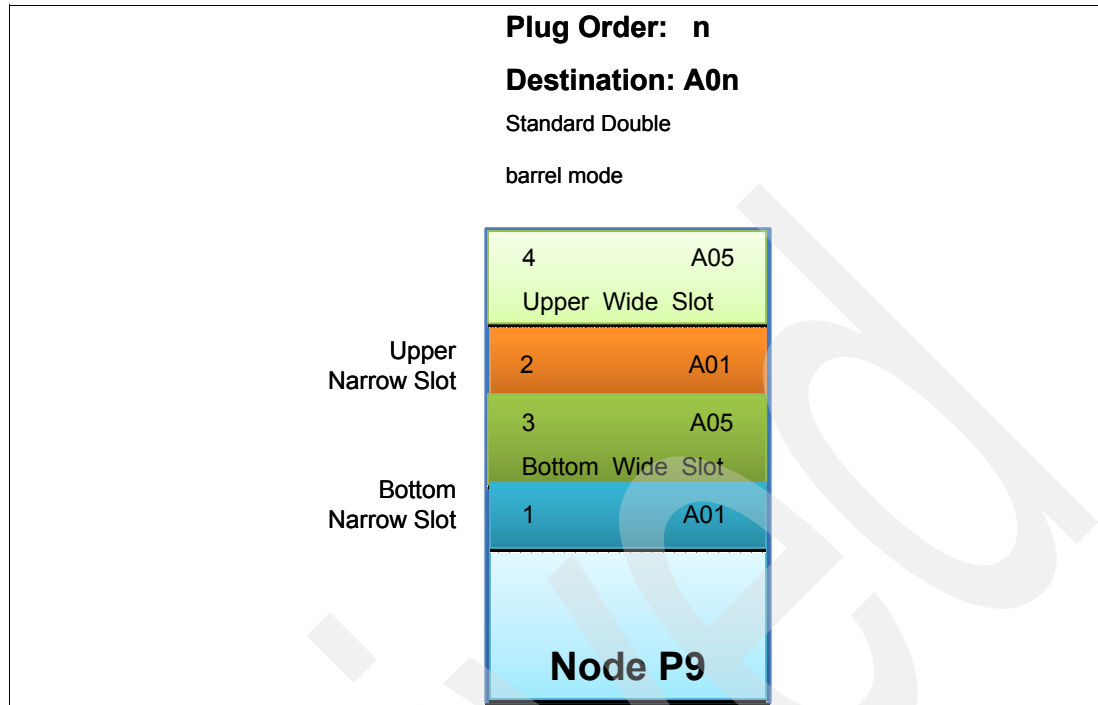 Plug Order: n
Destination: A0n
Standard Double
barrel mode
4 A05
Upper Wide Slot
Upper
Narrow Slot
2 A01
3 A05
Bottom Wide Slot
Bottom
Narrow Slot
1 A01
Node P9